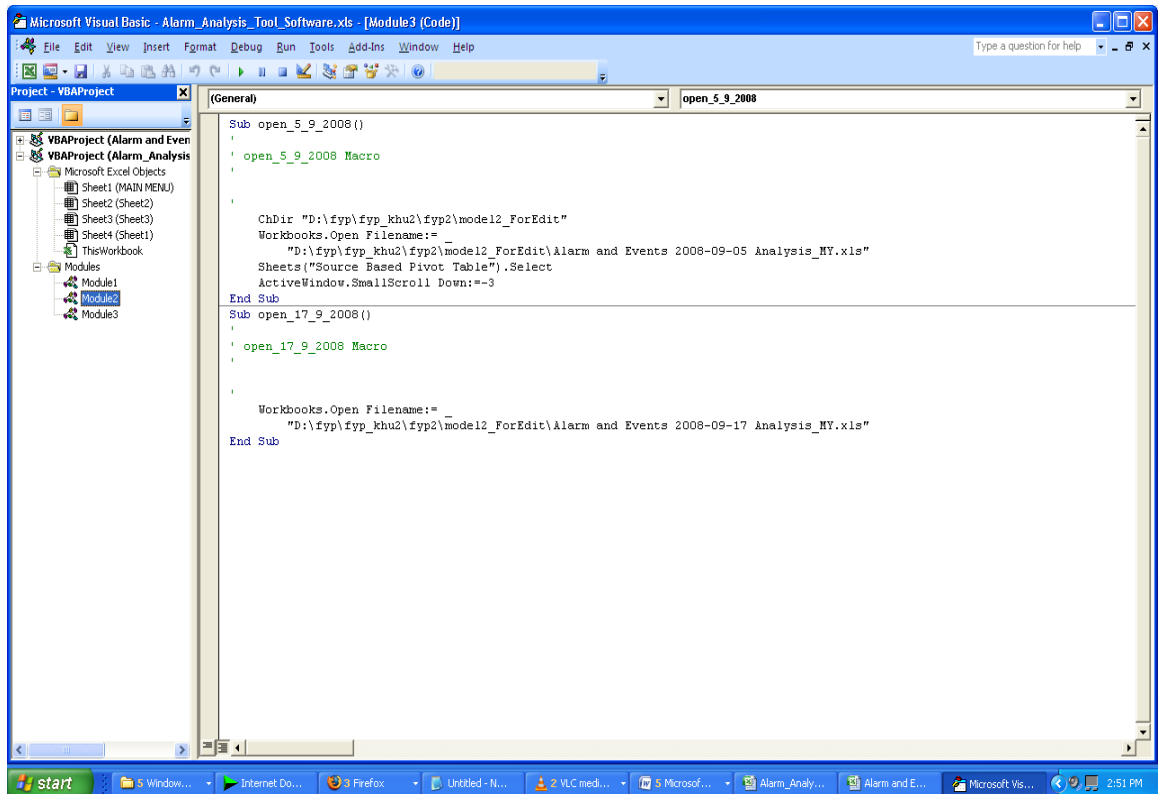 Microsoft Visual Basic - Alarm_Analysis_Tool_Software.xls - [Module3 (Code)]
File Edit View Insert Format Debug Run Tools Add-Ins Window Help
Type a question for help
Project - VBAProject
(General)
open_5_9_2008
VBAProject (Alarm and Even
VBAProject (Alarm_Analysis
Microsoft Excel Objects
Sheet1 (MAIN MENU)
Sheet2 (Sheet2)
Sheet3 (Sheet3)
Sheet4 (Sheet1)
ThisWorkbook
Modules
Module1
Module2
Module3
Sub open_5_9_2008()
'
' open_5_9_2008 Macro
'
'
ChDir "D:\fyp\fyp_khu2\fyp2\model2_ForEdit"
Workbooks.Open Filename:= _
"D:\fyp\fyp_khu2\fyp2\model2_ForEdit\Alarm and Events 2008-09-05 Analysis_MY.xls"
Sheets("Source Based Pivot Table").Select
ActiveWindow.SmallScroll Down:=-3
End Sub
Sub open_17_9_2008()
'
' open_17_9_2008 Macro
'
'
Workbooks.Open Filename:= _
"D:\fyp\fyp_khu2\fyp2\model2_ForEdit\Alarm and Events 2008-09-17 Analysis_MY.xls"
End Sub
start
5 Window...
Internet Do...
3 Firefox
Untitled - N...
2 VLC medi...
5 Microsof...
Alarm_Analy...
Alarm and E...
Microsoft Vis...
2:51 PM